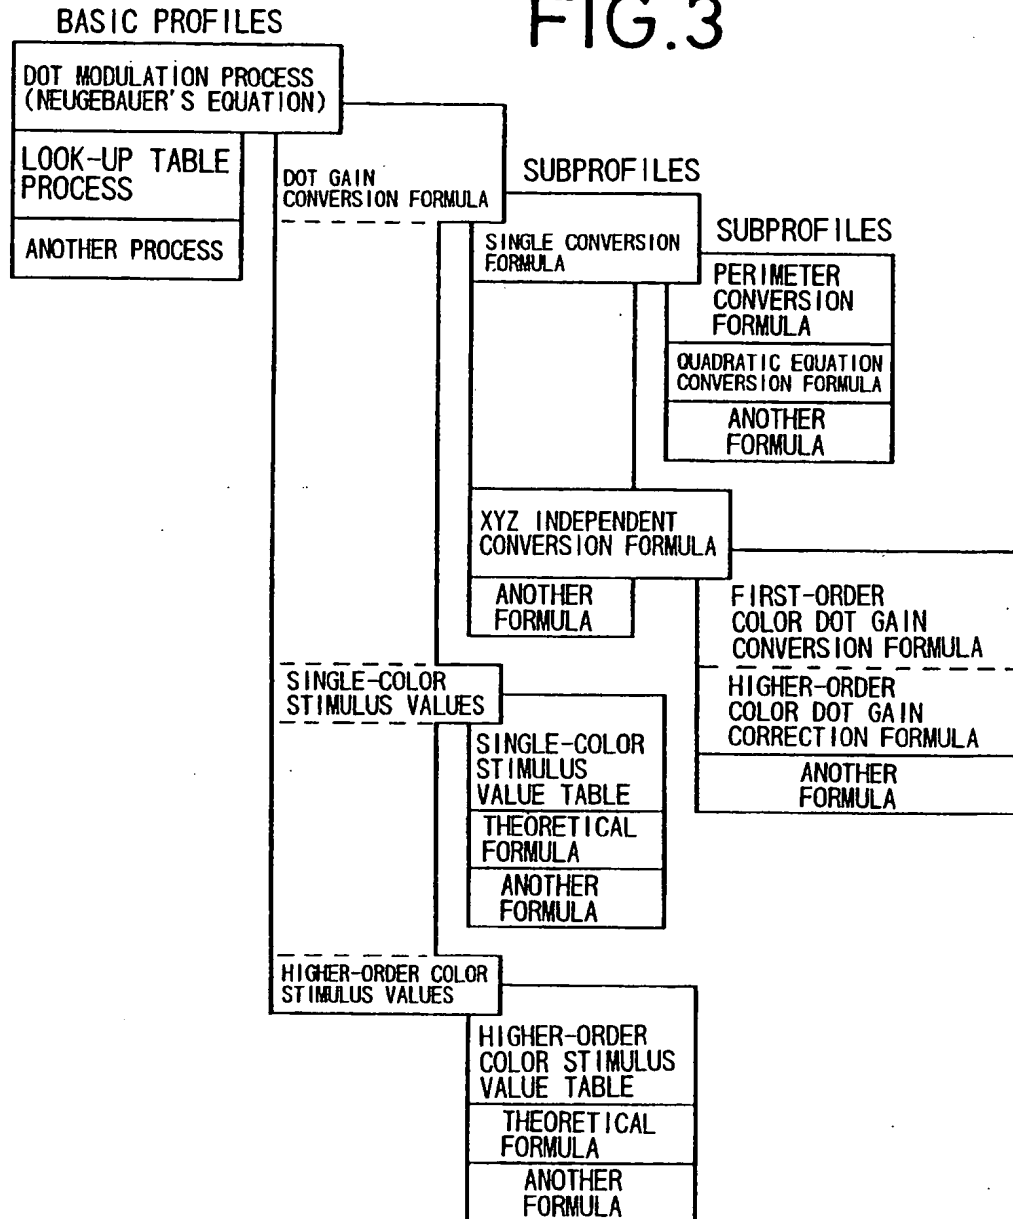 FIG.3
BASIC PROFILES
DOT MODULATION PROCESS
(NEUGEBAUER'S EQUATION)
LOOK-UP TABLE
PROCESS
ANOTHER PROCESS
DOT GAIN
CONVERSION FORMULA
SUBPROFILES
SINGLE CONVERSION
FORMULA
SUBPROFILES
PERIMETER
CONVERSION
FORMULA
QUADRATIC EQUATION
CONVERSION FORMULA
ANOTHER
FORMULA
XYZ INDEPENDENT
CONVERSION FORMULA
ANOTHER
FORMULA
FIRST-ORDER
COLOR DOT GAIN
CONVERSION FORMULA
HIGHER-ORDER
COLOR DOT GAIN
CORRECTION FORMULA
ANOTHER
FORMULA
SINGLE-COLOR
STIMULUS VALUES
SINGLE-COLOR
STIMULUS
VALUE TABLE
THEORETICAL
FORMULA
ANOTHER
FORMULA
HIGHER-ORDER COLOR
STIMULUS VALUES
HIGHER-ORDER
COLOR STIMULUS
VALUE TABLE
THEORETICAL
FORMULA
ANOTHER
FORMULA